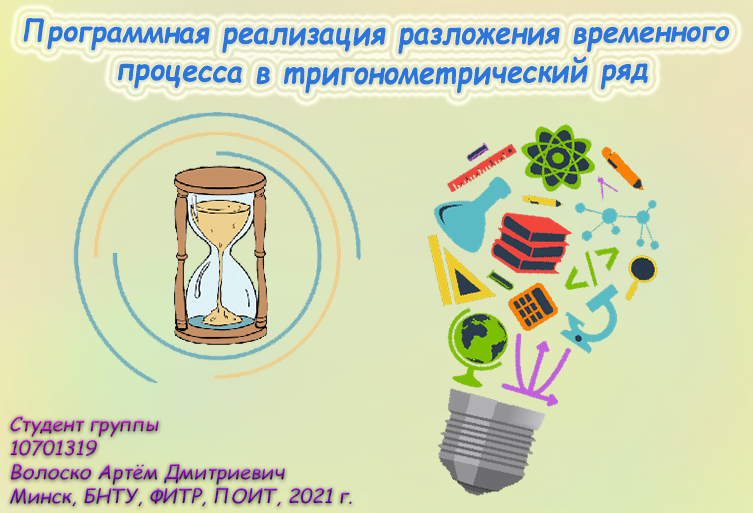 Программная реализация разложения временного
процесса в тригонометрический ряд
Студент группы
10701319
Волоско Артём Дмитриевич
Минск, БНТУ, ФИТР, ПОИТ, 2021 г.